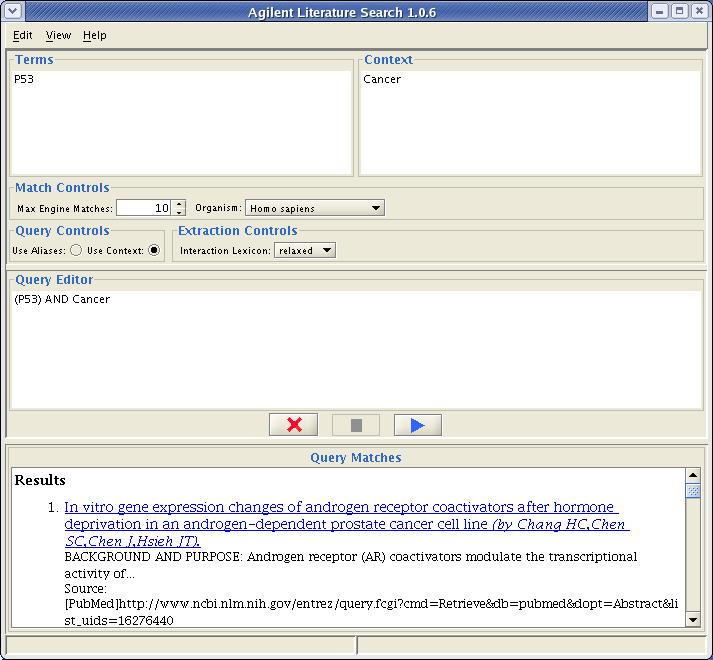 Agilent Literature Search 1.0.6
Edit View Help
Terms
Context
P53
Cancer
Match Controls
Max Engine Matches: 10 Organism: Homo sapiens
Query Controls
Extraction Controls
Use Aliases: Use Context:
Interaction Lexicon: relaxed
Query Editor
(P53) AND Cancer
Query Matches
Results
1. In vitro gene expression changes of androgen receptor coactivators after hormone
deprivation in an androgen-dependent prostate cancer cell line (by Chang HC,Chen
SC,Chen J,Hsieh JT).
BACKGROUND AND PURPOSE: Androgen receptor (AR) coactivators modulate the transcriptional
activity of...
Source:
[PubMed]http://www.ncbi.nlm.nih.gov/entrez/query.fcgi?cmd=Retrieve&db=pubmed&dopt=Abstract&li
st_uids=16276440